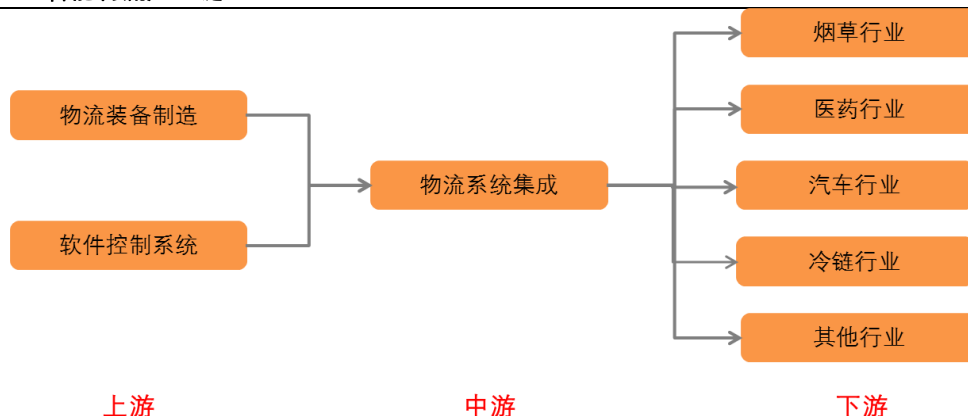 烟草行业
物流装备制造
医药行业
物流系统集成
汽车行业
软件控制系统
冷链行业
其他行业
上游
中游
下游